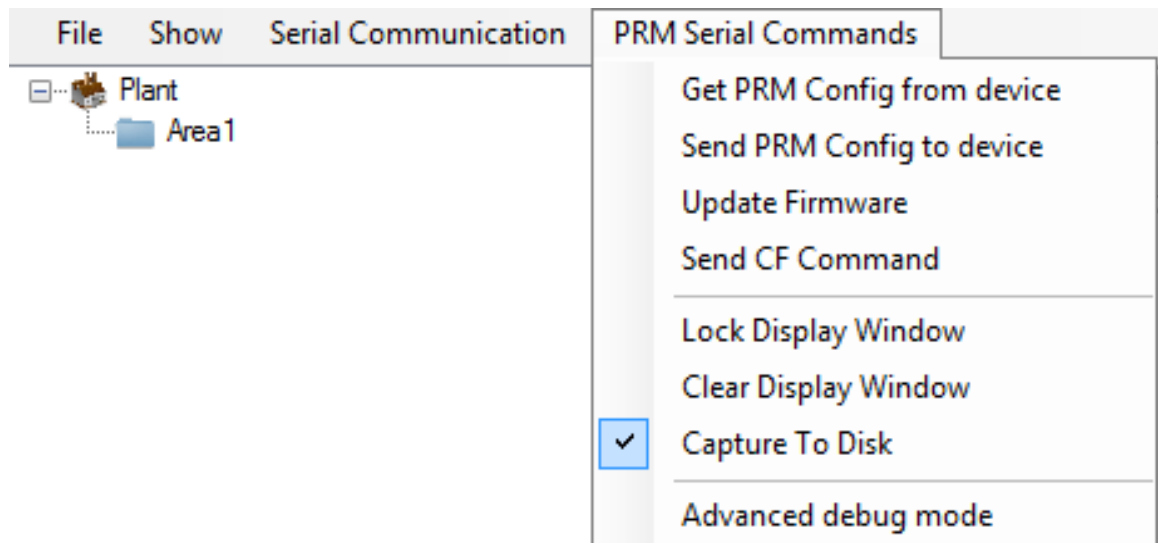 File Show Serial Communication PRM Serial Commands
Plant
Area1
Get PRM Config from device
Send PRM Config to device
Update Firmware
Send CF Command
Lock Display Window
Clear Display Window
Capture To Disk
Advanced debug mode